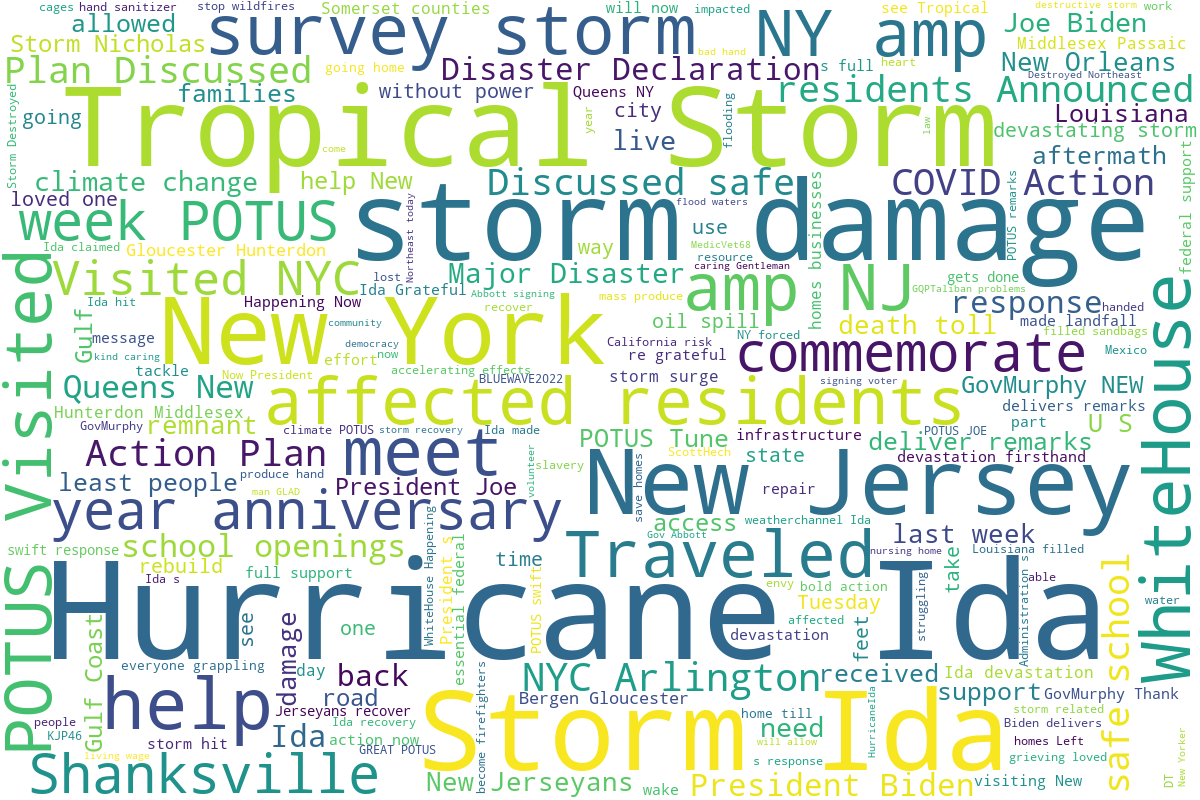 cages
hand sanitizer
stop wildfires
Somerset counties
will now
impacted
see Tropical
destructive storm
work
allowed
survey storm
NY amp
Joe Biden
Storm Nicholas
bad hand
Middlesex Passaic
Plan Discussed
going home
Disaster Declaration
s full
heart
New Orleans
Destroyed Northeast
families
without power
Queens NY
residents Announced
Storm Destroyed
going
Tropical Storm
year
city
live
flooding
law
Louisiana
devastating storm
come
aftermath
federal support
climate change
help New
Discussed safe
COVID Action
loved one
week POTUS
storm damage
flood waters
homes businesses
POTUS remarks
Northeast today
use
Ida claimed
Gloucester Hunterdon
way
MedicVet68
resource
caring Gentleman
Visited NYC
lost
Ida Grateful
Major Disaster
amp NJ
gets done
GQPTaliban problems
Abbott signing
mass produce
response
handed
Ida hit
Happening Now
recover
New York
community
oil spill
death toll
made landfall
filled sandbags
Gulf
message
kind caring
democracy
now
NY forced
California risk
re grateful
commemorate
Mexico
WhiteHouse
POTUS Visited
tackle
effort
Now President
accelerating effects
BLUEWAVE2022
storm surge
signing voter
Queens New
affected residents
GovMurphy NEW
Hunterdon Middlesex
delivers remarks
GovMurphy
remnant
climate POTUS
storm recovery
Ida made
POTUS Tune
infrastructure
POTUS JOE
part
U S
Action Plan
meet
ScottHech
state
deliver remarks
devastation firsthand
produce hand
least people
man GLAD
President Joe
volunteer
slavery
save homes
New Jersey
repair
year anniversary
access
weatherchannel Ida
last week
Gov Abbott
swift response
school openings
WhiteHouse Happening
President s
essential federal
time
POTUS swift
Traveled
nursing home
Louisiana filled
take
rebuild
Ida s
full support
Hurricane Ida
envy
bold action
Tuesday
affected
struggling
Administration s
able
water
safe school
see
one
devastation
feet
Gulf Coast
damage
everyone grappling
day
back
NYC Arlington
received
Ida devastation
help
road
Jerseyans recover
Bergen Gloucester
support
GovMurphy Thank
people
KJP46
Ida recovery
Storm Ida
home till
need
storm related
Biden delivers
storm hit
Ida
action now
GREAT POTUS
become firefighters
will allow
HurricaneIda
homes Left
living wage
s response
grieving loved
Shanksville
New Jerseyans
wake
President Biden
visiting New
DT
New Yorker